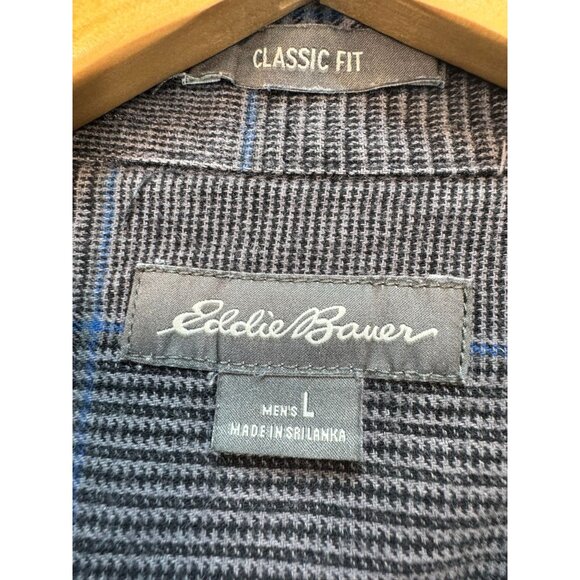 CLASSIC FIT
Eddie Bauer
MEN'S L
MADE IN SRI LANKA